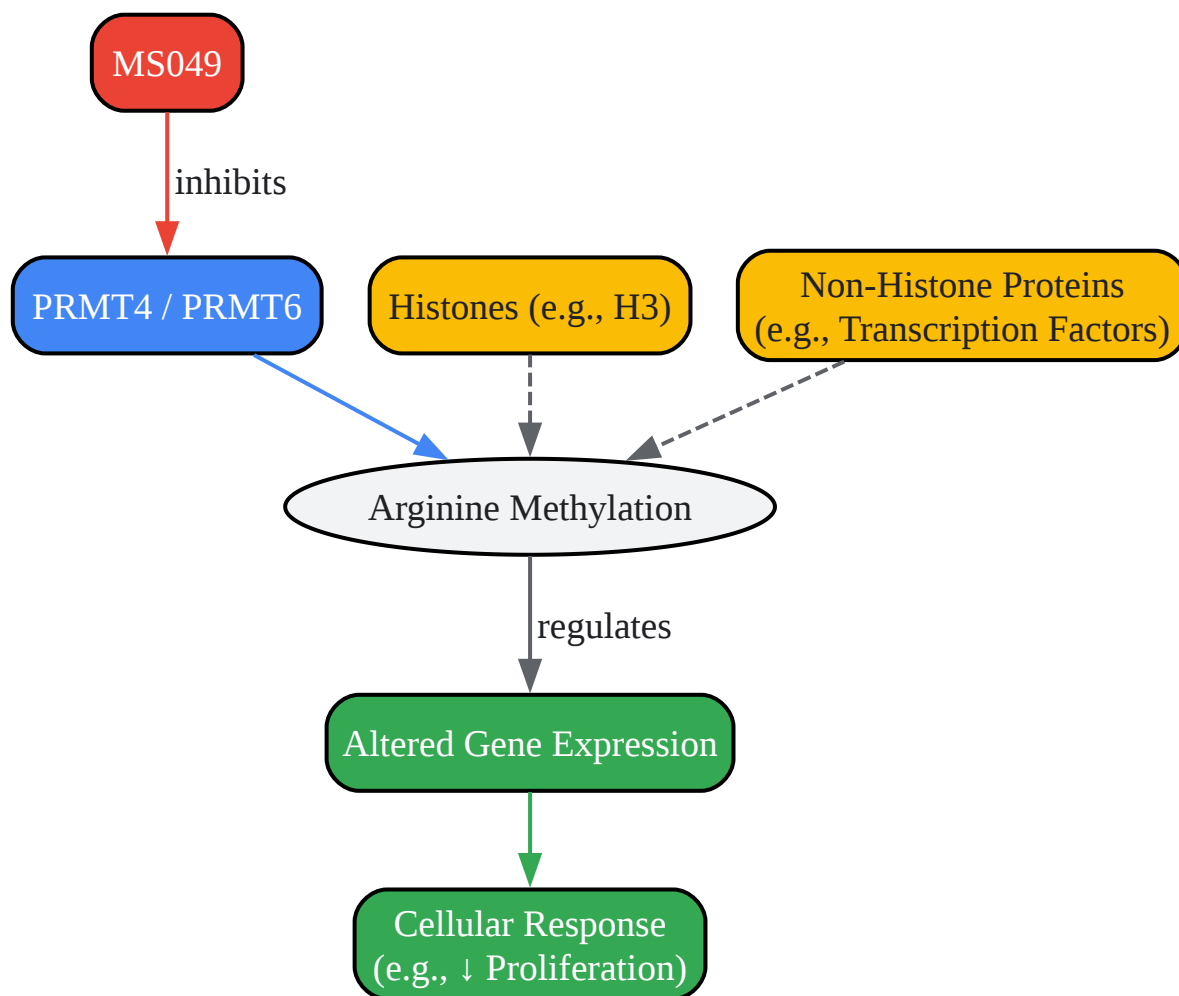 MS049
inhibits
PRMT4 / PRMT6
Histones (e.g., H3)
Non-Histone Proteins
(e.g., Transcription Factors)
Arginine Methylation
regulates
Altered Gene Expression
Cellular Response
(e.g., ↓ Proliferation)